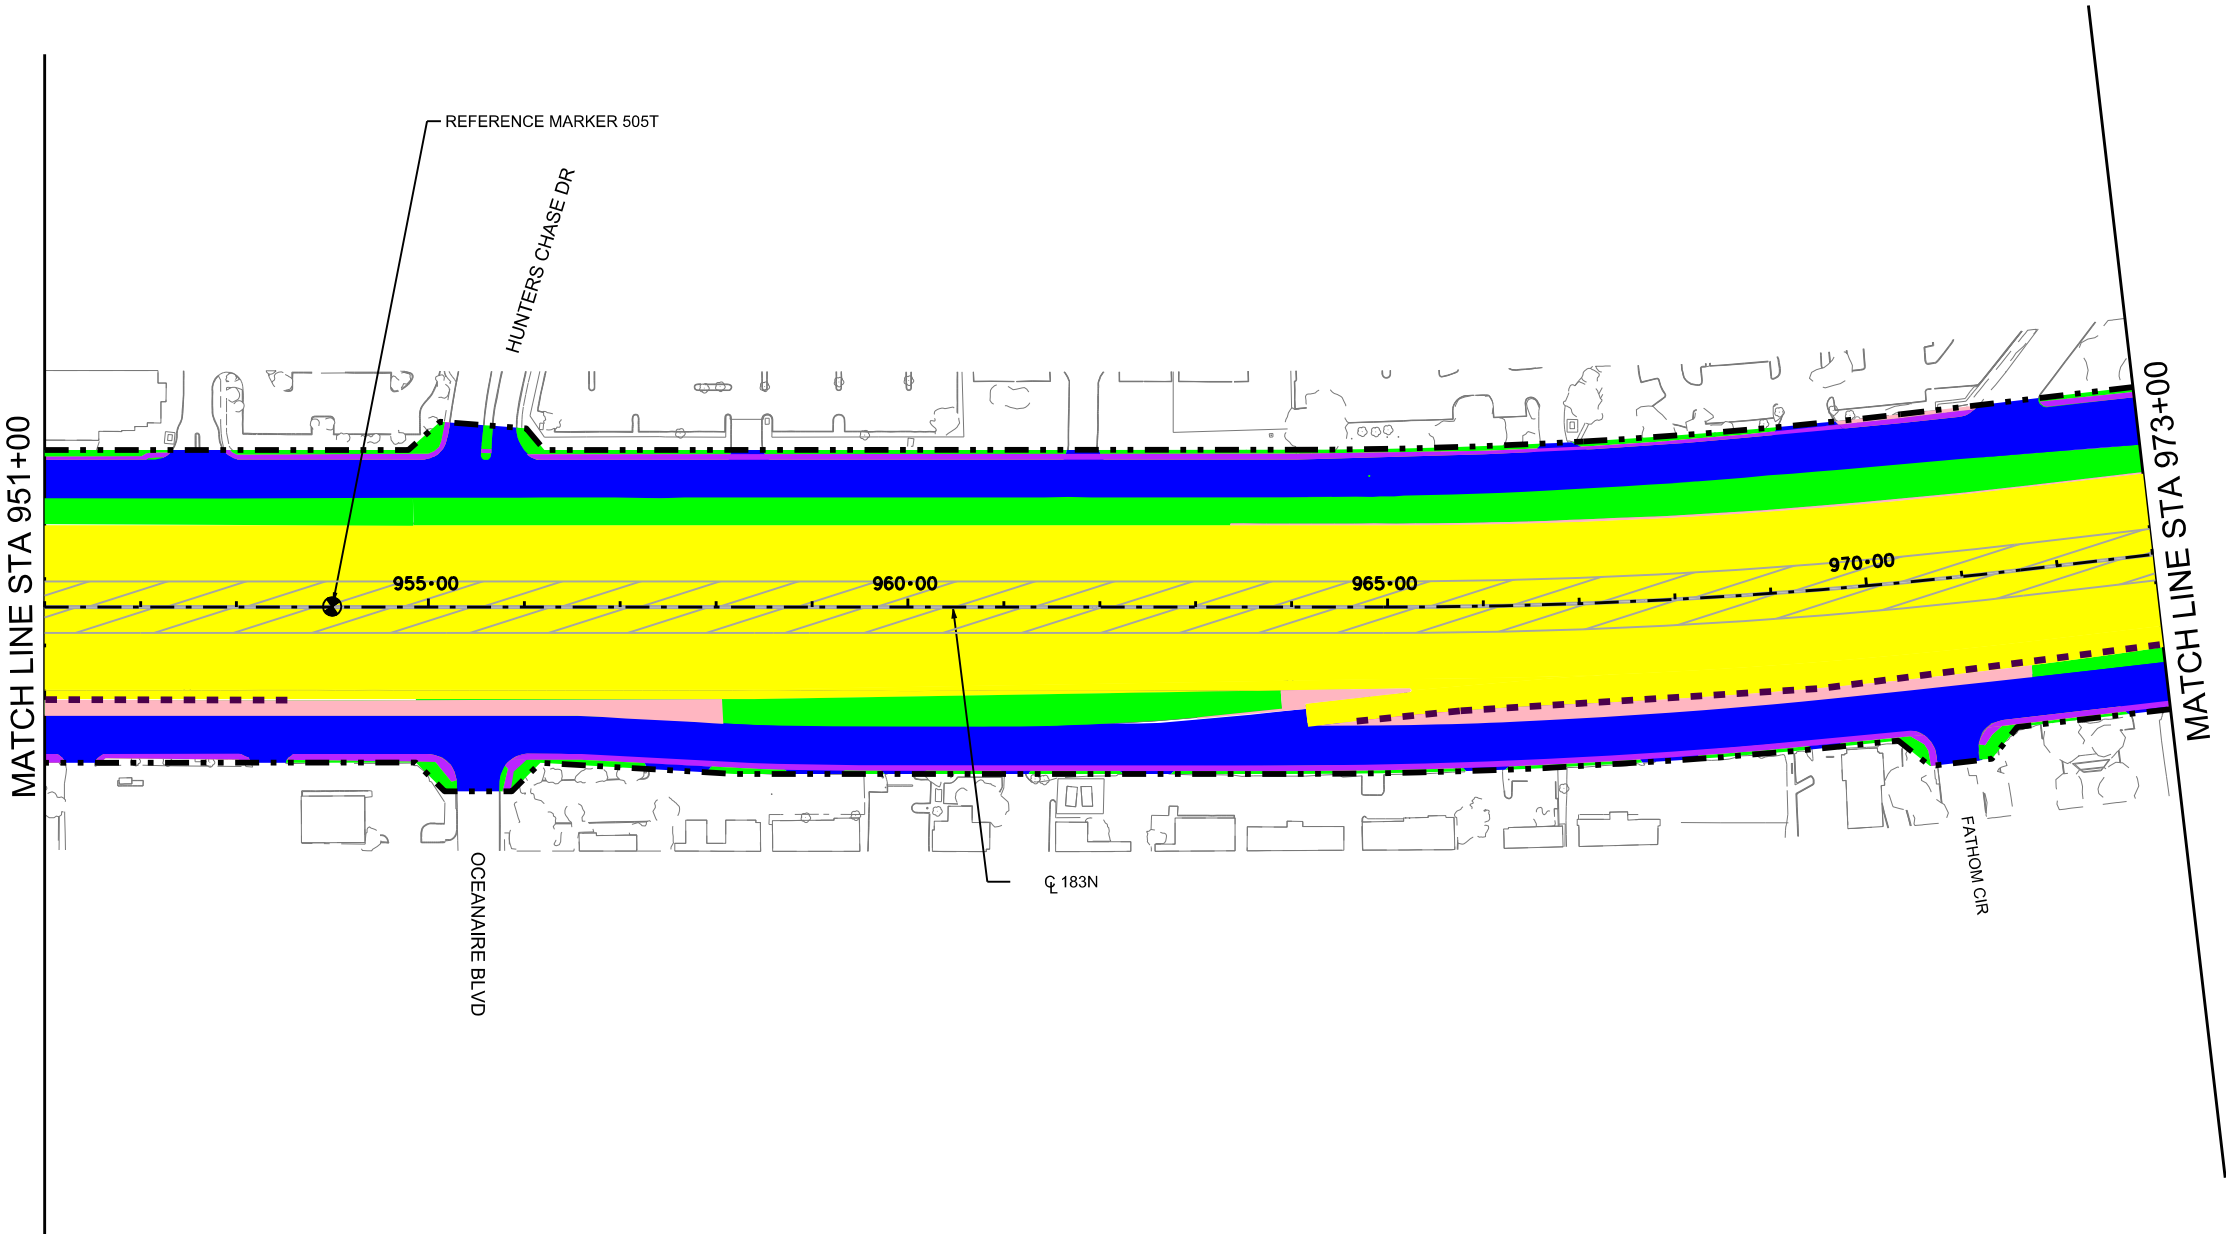 REFERENCE MARKER 505T
HUNTERS CHASE DR
MATCH LINE STA 951+00
MATCH LINE STA 973+00
955+00
960+00
965+00
970+00
℄ 183N
OCEANAIRE BLVD
FATHOM CIR